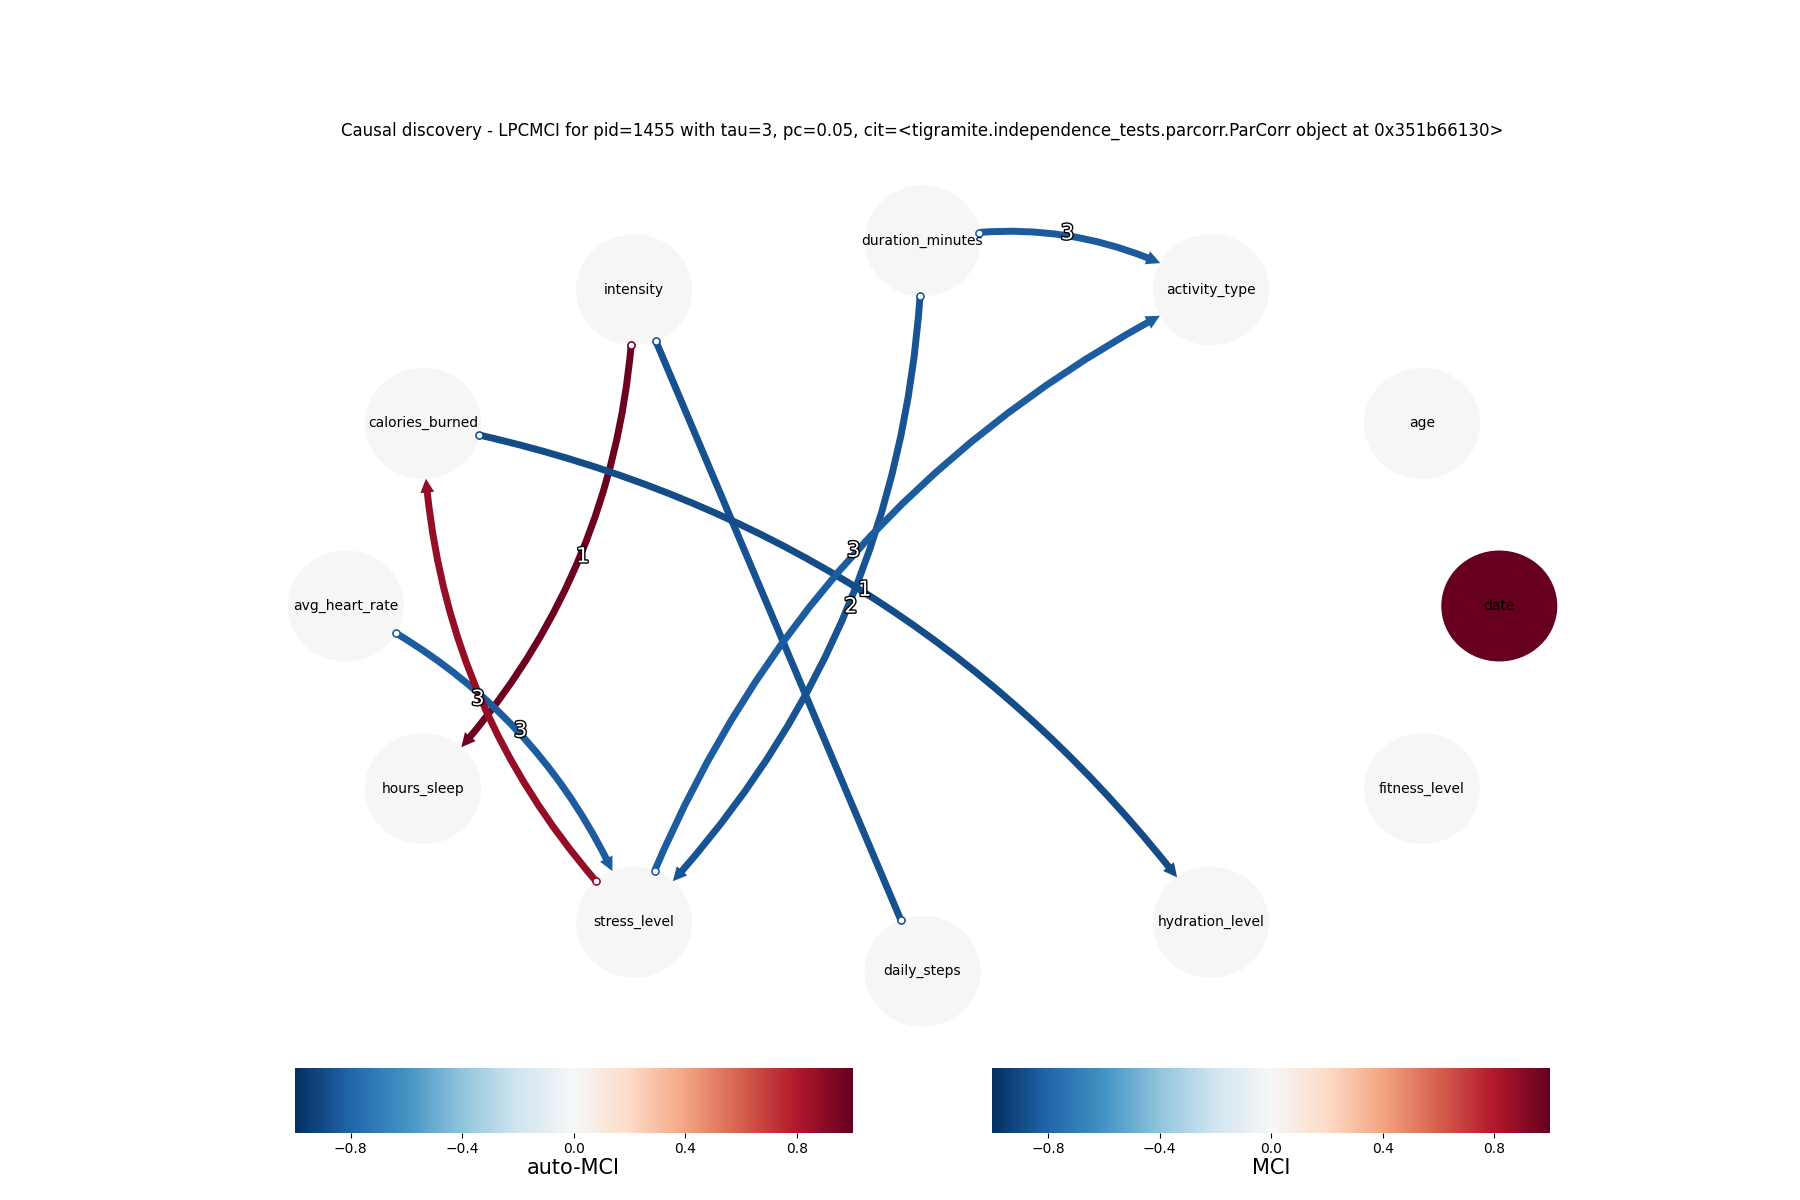 Causal discovery - LPCMCI for pid=1455 with tau=3, pc=0.05, cit=<tigramite.independence_tests.parcorr.ParCorr object at 0x351b66130>
duration_minutes
3
intensity
activity_type
calories_burned
age
3
1
1
avg_heart_rate
2
date
3
3
hours_sleep
fitness_level
stress_level
hydration_level
daily_steps
−0.8 −0.4 0.0 0.4 0.8
auto-MCI
−0.8 −0.4 0.0 0.4 0.8
MCI